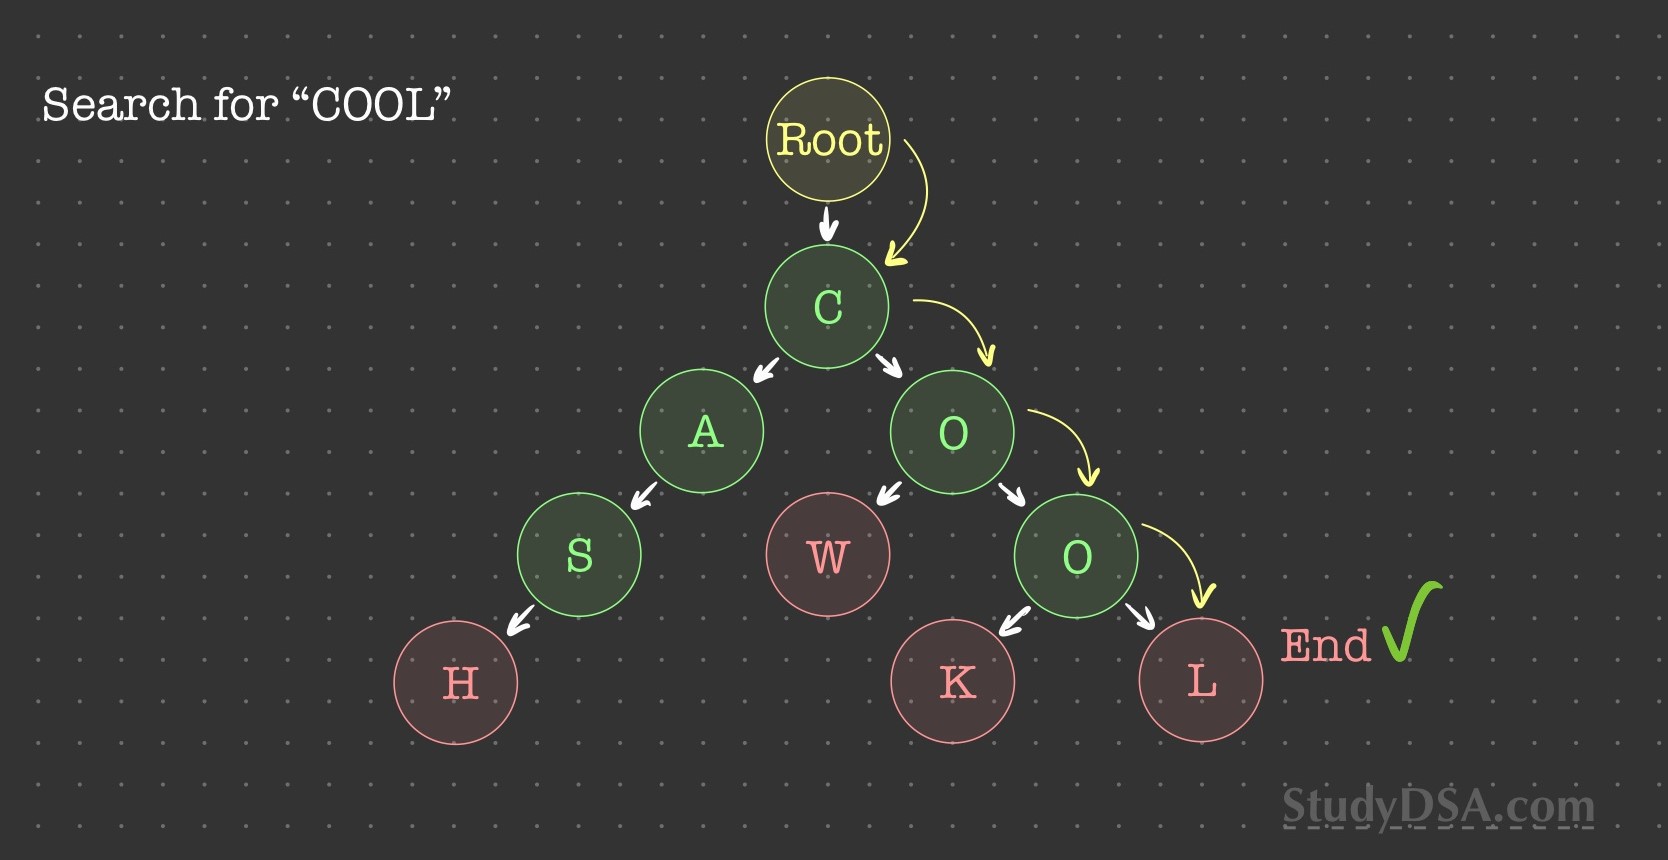 Search for “COOL”
Root
C
A
O
S
W
O
H
K
L
End
StudyDSA.com